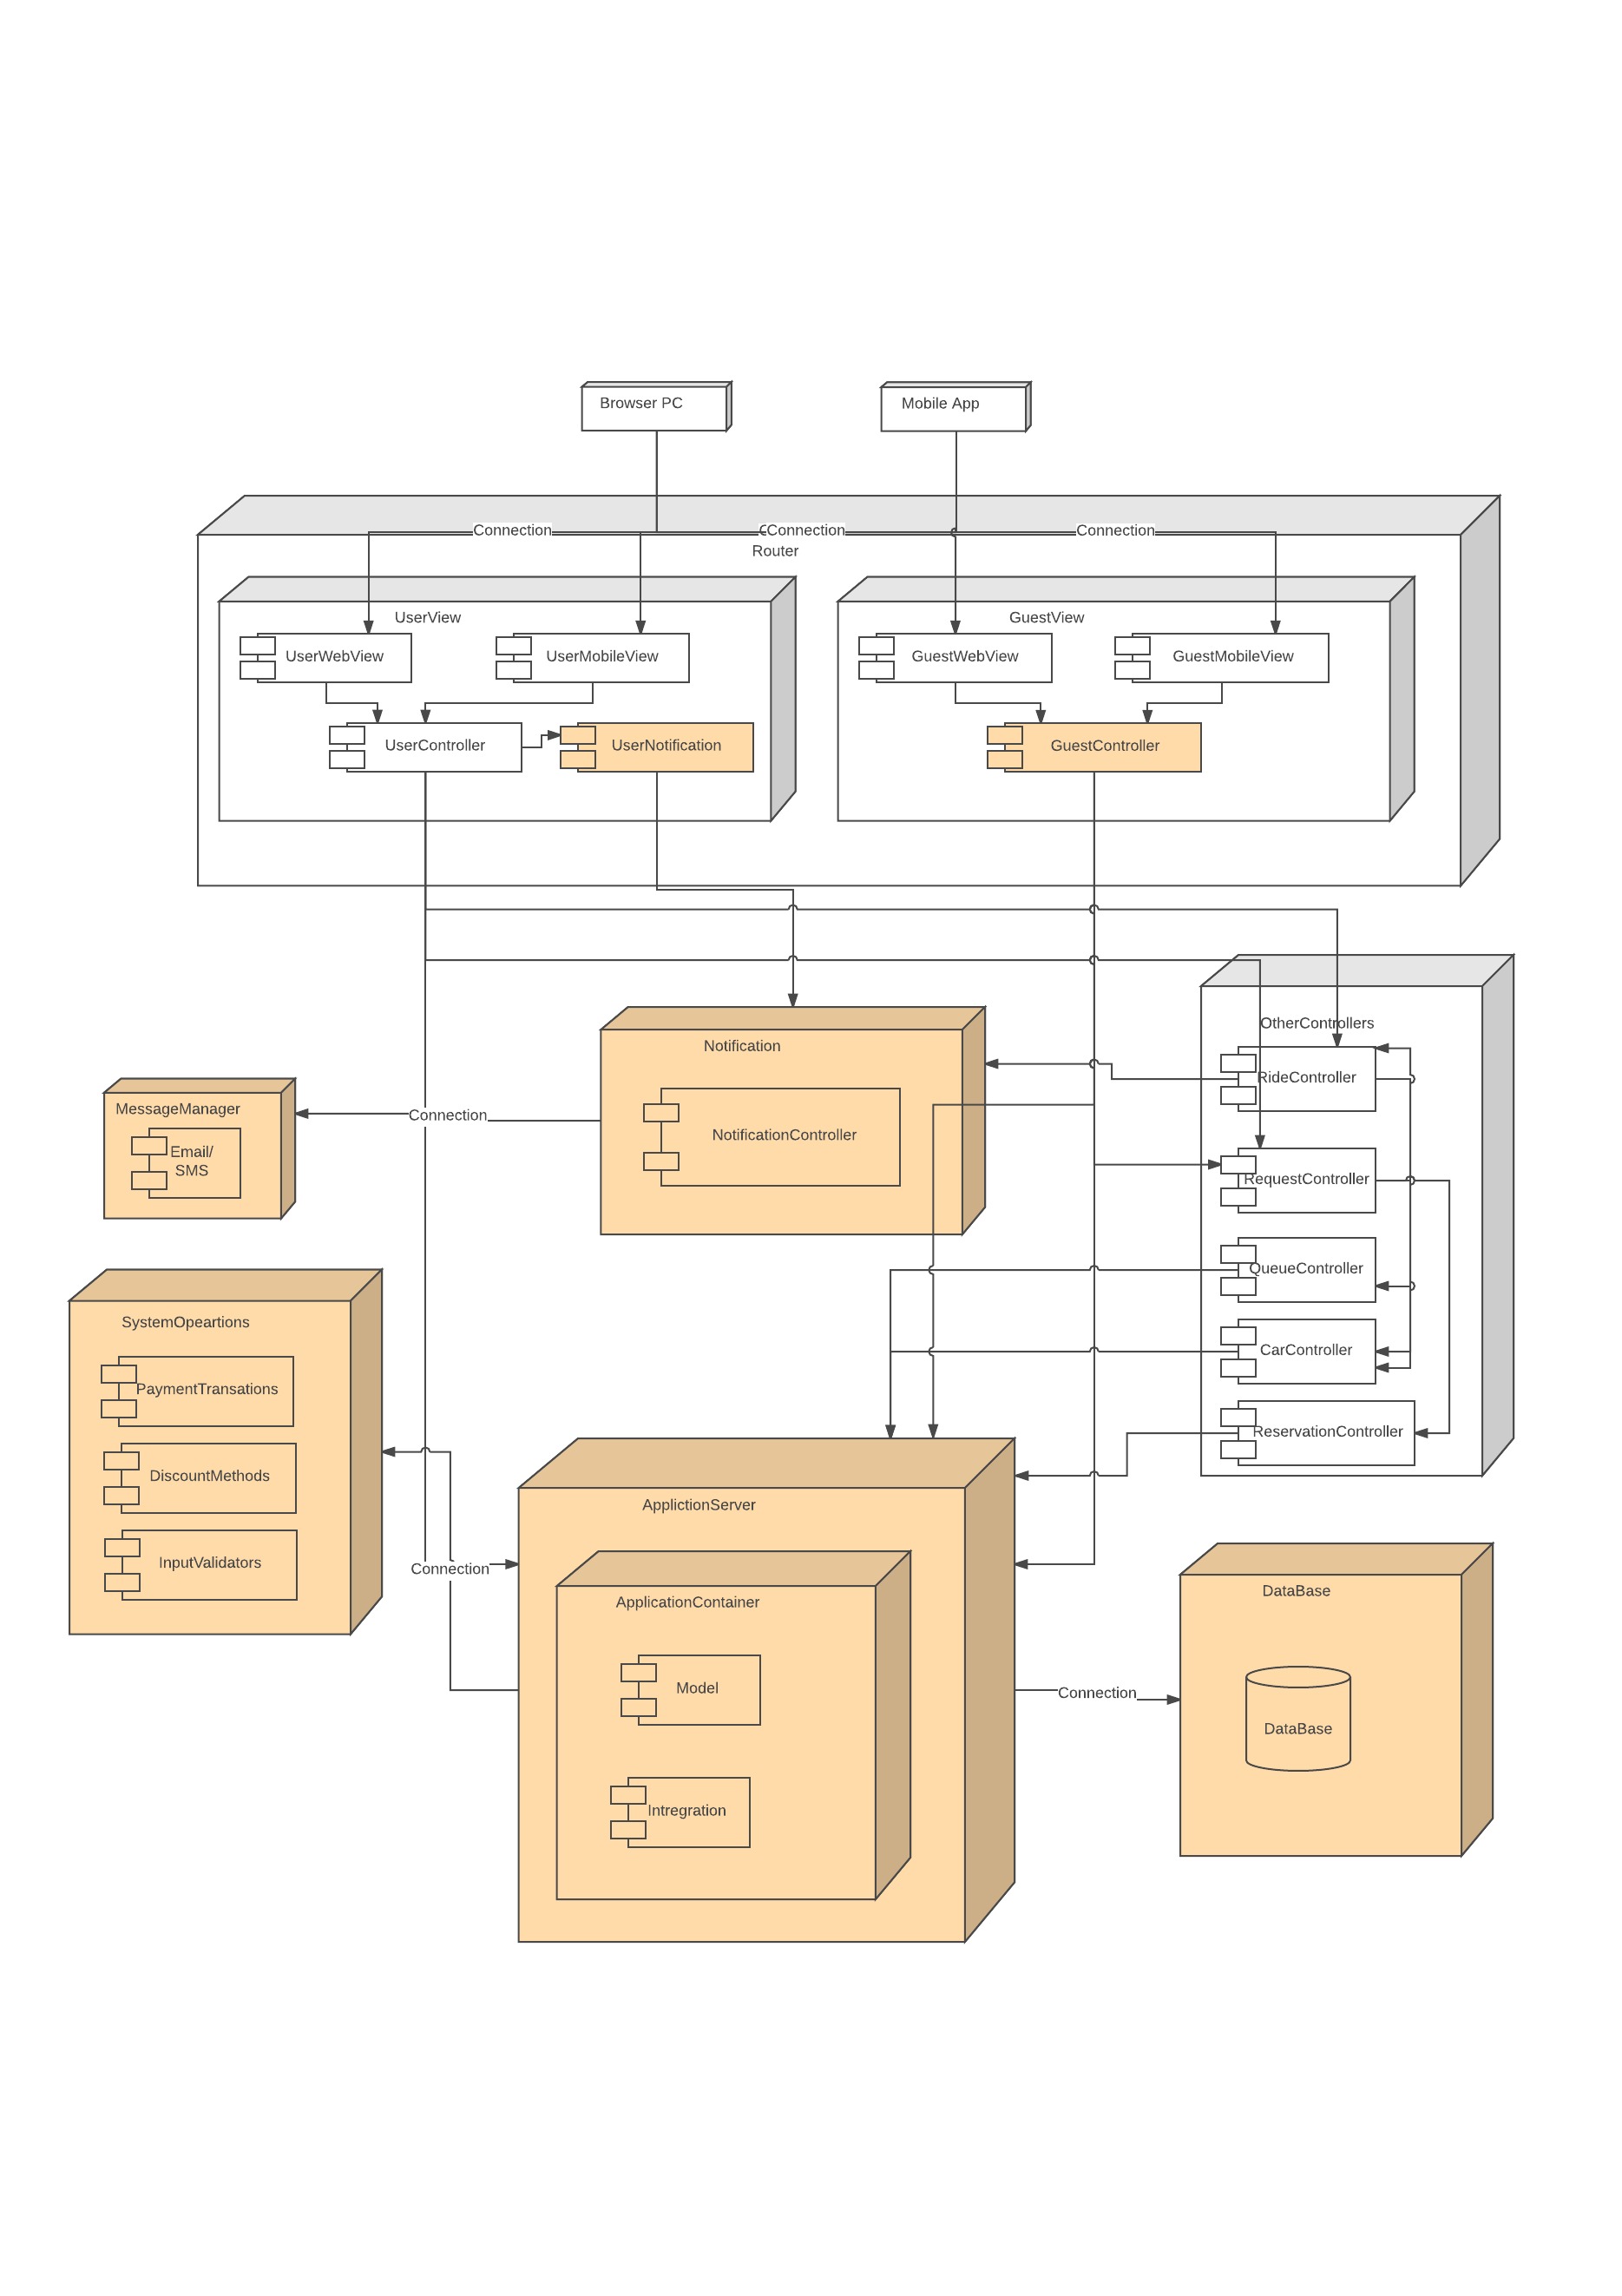 Browser PC
Mobile App
Connection
Connection
Connection
Router
UserView
GuestView
UserWebView
UserMobileView
GuestWebView
GuestMobileView
UserController
UserNotification
GuestController
OtherControllers
Notification
RideController
MessageManager
Connection
NotificationController
Email/
SMS
RequestController
QueueController
SystemOpeartions
CarController
PaymentTransations
ReservationController
DiscountMethods
ApplictionServer
InputValidators
Connection
DataBase
ApplicationContainer
Model
Connection
DataBase
Intregration